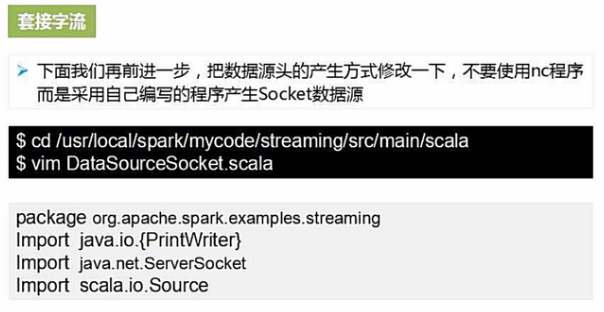 套接字流
下面我们再前进一步，把数据源头的产生方式修改一下，不要使用nc程序
而是采用自己编写的程序产生Socket数据源
$ cd /usr/local/spark/mycode/streaming/src/main/scala
$ vim DataSourceSocket.scala
package org.apache.spark.examples.streaming
Import java.io.{PrintWriter}
Import java.net.ServerSocket
Import scala.io.Source